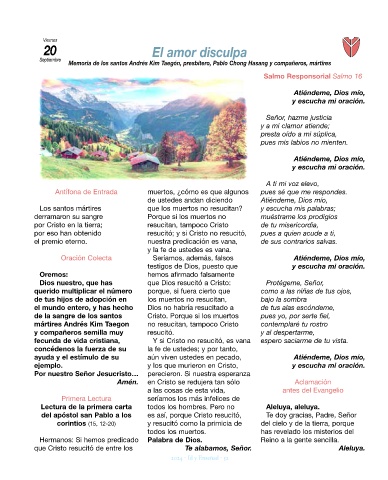 Viernes
20
Septiembre
El amor disculpa
Memoria de los santos Andrés Kim Taegón, presbítero, Pablo Chong Hasang y compañeros, mártires
Antífona de Entrada
Los santos mártires
derramaron su sangre
por Cristo en la tierra;
por eso han obtenido
el premio eterno.
Oración Colecta
Oremos:
Dios nuestro, que has
querido multiplicar el número
de tus hijos de adopción en
el mundo entero, y has hecho
de la sangre de los santos
mártires Andrés Kim Taegon
y compañeros semilla muy
fecunda de vida cristiana,
concédenos la fuerza de su
ayuda y el estímulo de su
ejemplo.
Por nuestro Señor Jesucristo…
Amén.
Primera Lectura
Lectura de la primera carta
del apóstol san Pablo a los
corintios (15, 12-20)
Hermanos: Si hemos predicado
que Cristo resucitó de entre los
muertos, ¿cómo es que algunos
de ustedes andan diciendo
que los muertos no resucitan?
Porque si los muertos no
resucitan, tampoco Cristo
resucitó; y si Cristo no resucitó,
nuestra predicación es vana,
y la fe de ustedes es vana.
Seríamos, además, falsos
testigos de Dios, puesto que
hemos afirmado falsamente
que Dios resucitó a Cristo:
porque, si fuera cierto que
los muertos no resucitan,
Dios no habría resucitado a
Cristo. Porque si los muertos
no resucitan, tampoco Cristo
resucitó.
Y si Cristo no resucitó, es vana
la fe de ustedes; y por tanto,
aún viven ustedes en pecado,
y los que murieron en Cristo,
perecieron. Si nuestra esperanza
en Cristo se redujera tan sólo
a las cosas de esta vida,
seríamos los más infelices de
todos los hombres. Pero no
es así, porque Cristo resucitó,
y resucitó como la primicia de
todos los muertos.
Palabra de Dios.
Te alabamos, Señor.
Salmo Responsorial Salmo 16
Atiéndeme, Dios mío,
y escucha mi oración.
Señor, hazme justicia
y a mi clamor atiende;
presta oído a mi súplica,
pues mis labios no mienten.
Atiéndeme, Dios mío,
y escucha mi oración.
A ti mi voz elevo,
pues sé que me respondes.
Atiéndeme, Dios mío,
y escucha mis palabras;
muéstrame los prodigios
de tu misericordia,
pues a quien acude a ti,
de sus contrarios salvas.
Atiéndeme, Dios mío,
y escucha mi oración.
Protégeme, Señor,
como a las niñas de tus ojos,
bajo la sombra
de tus alas escóndeme,
pues yo, por serte fiel,
contemplaré tu rostro
y al despertarme,
espero saciarme de tu vista.
Atiéndeme, Dios mío,
y escucha mi oración.
Aclamación
antes del Evangelio
Aleluya, aleluya.
Te doy gracias, Padre, Señor
del cielo y de la tierra, porque
has revelado los misterios del
Reino a la gente sencilla.
Aleluya.